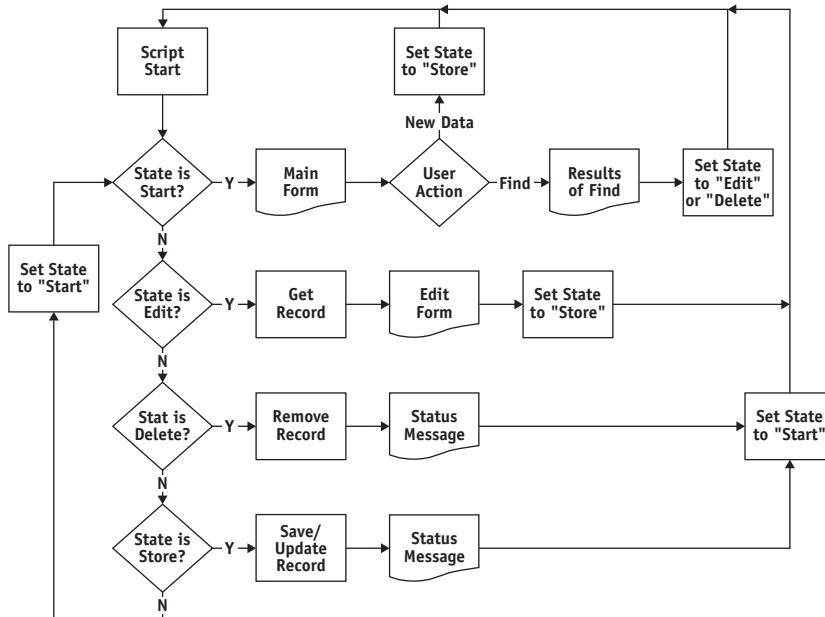 Script
Start
Set State
to "Store"
New Data
State is
Start?
Y
Main
Form
User
Action
Find
Results
of Find
Set State
to "Edit"
or "Delete"
N
Set State
to "Start"
State is
Edit?
Y
Get
Record
Edit
Form
Set State
to "Store"
N
Stat is
Delete?
Y
Remove
Record
Status
Message
Set State
to "Start"
N
State is
Store?
Y
Save/
Update
Record
Status
Message
N